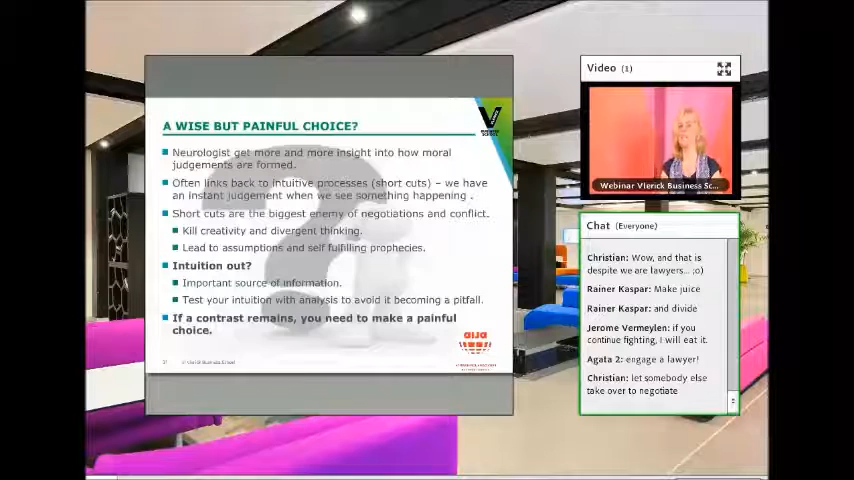 A WISE BUT PAINFUL CHOICE?
Neurologist get more and more insight into how moral
judgements are formed.
Often links back to intuitive processes (short cuts) – we have
an instant judgement when we see something happening .
Short cuts are the biggest enemy of negotiations and conflict.
Kill creativity and divergent thinking.
Lead to assumptions and self fulfilling prophecies.
Intuition out?
Important source of information.
Test your intuition with analysis to avoid it becoming a pitfall.
If a contrast remains, you need to make a painful
choice.
aija
V
Video (1)
Webinar Vlerick Business Sc...
Chat (Everyone)
Christian: Wow, and that is
despite we are lawyers... ;o)
Rainer Kaspar: Make juice
Rainer Kaspar: and divide
Jerome Vermeylen: if you
continue fighting, I will eat it.
Agata 2: engage a lawyer!
Christian: let somebody else
take over to negotiate